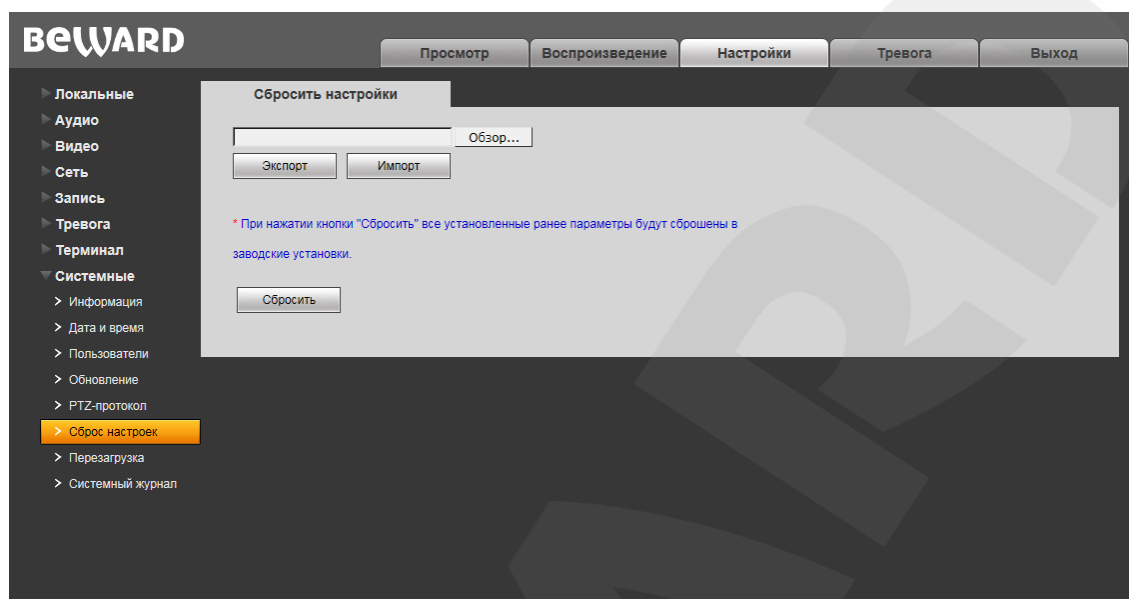 BEWARD
Просмотр
Воспроизведение
Настройки
Тревога
Выход
Локальные
Аудио
Видео
Сеть
Запись
Тревога
Терминал
Системные
Информация
Дата и время
Пользователи
Обновление
PTZ-протокол
Сброс настроек
Перезагрузка
Системный журнал
Сбросить настройки
Обзор...
Экспорт
Импорт
* При нажатии кнопки "Сбросить" все установленные ранее параметры будут сброшены в
заводские установки.
Сбросить